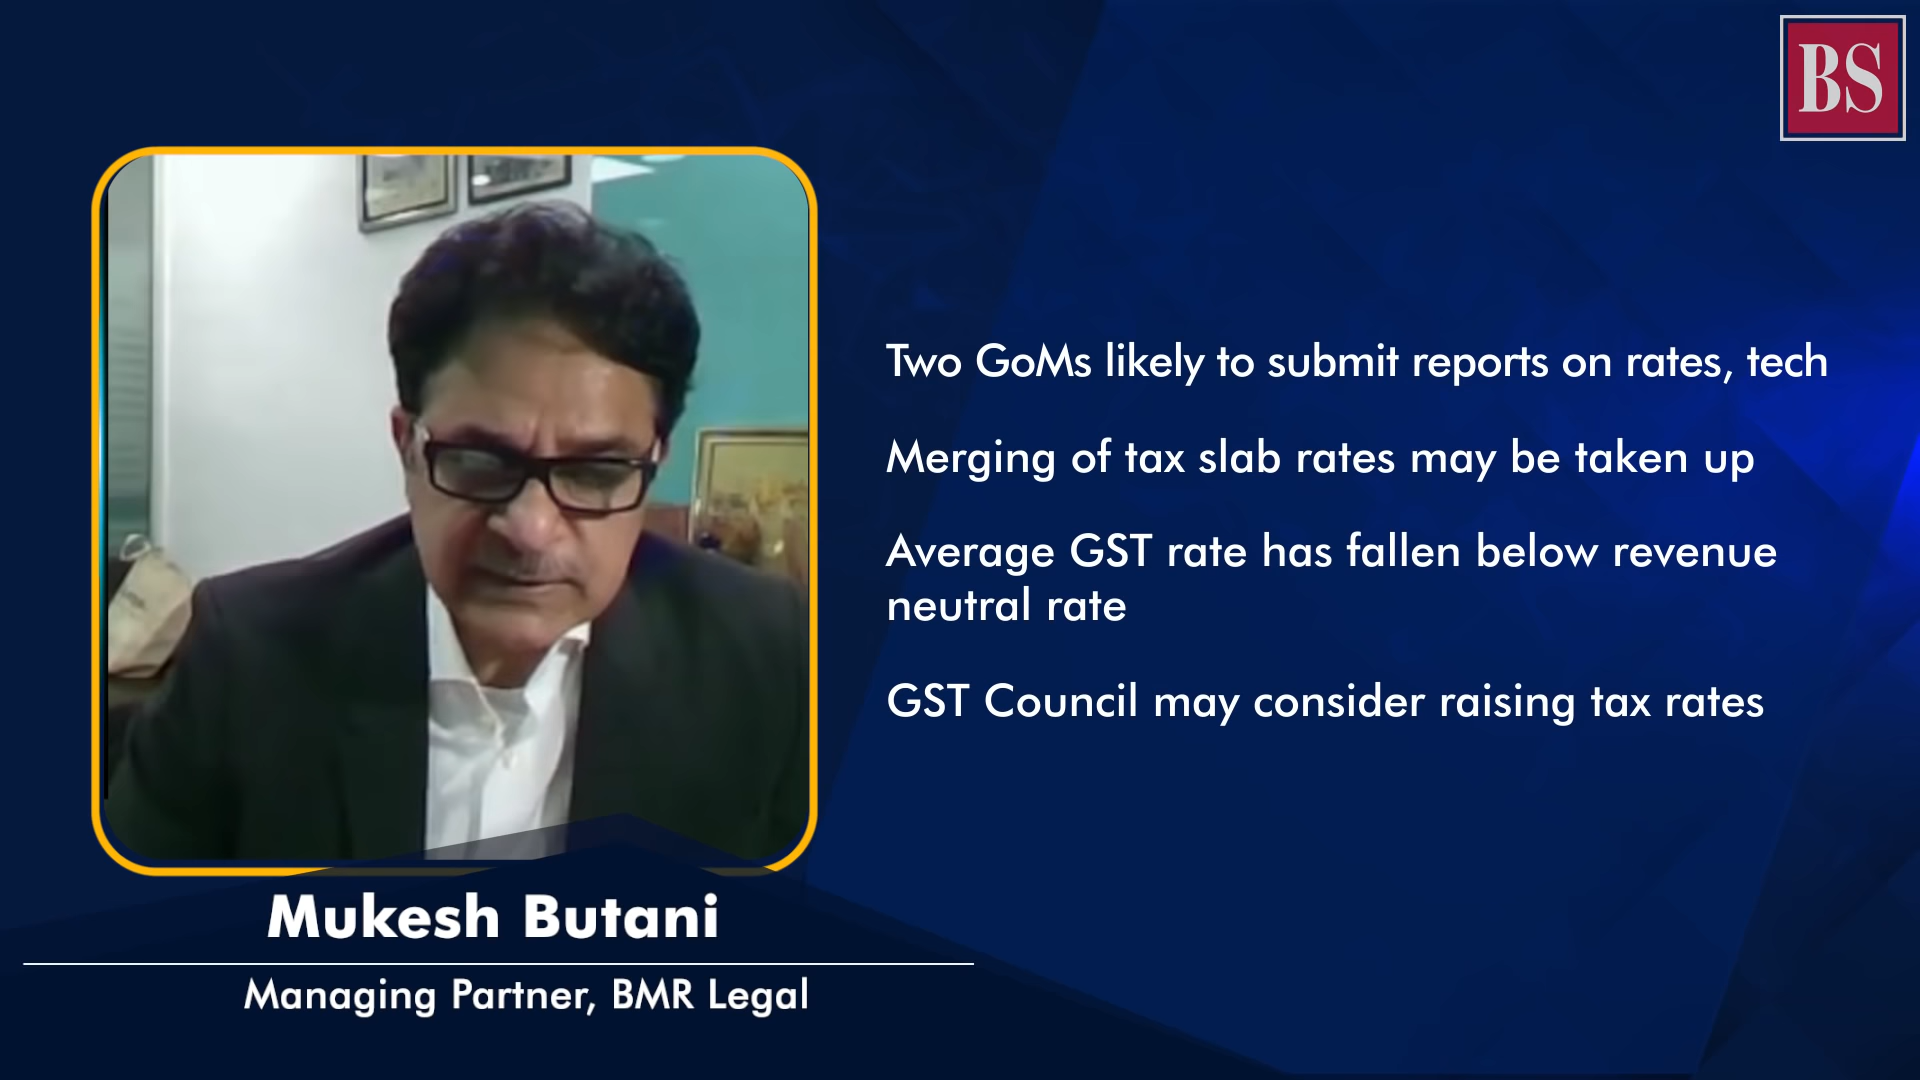 BS
Two GoMs likely to submit reports on rates, tech
Merging of tax slab rates may be taken up
Average GST rate has fallen below revenue
neutral rate
GST Council may consider raising tax rates
Mukesh Butani
Managing Partner, BMR Legal